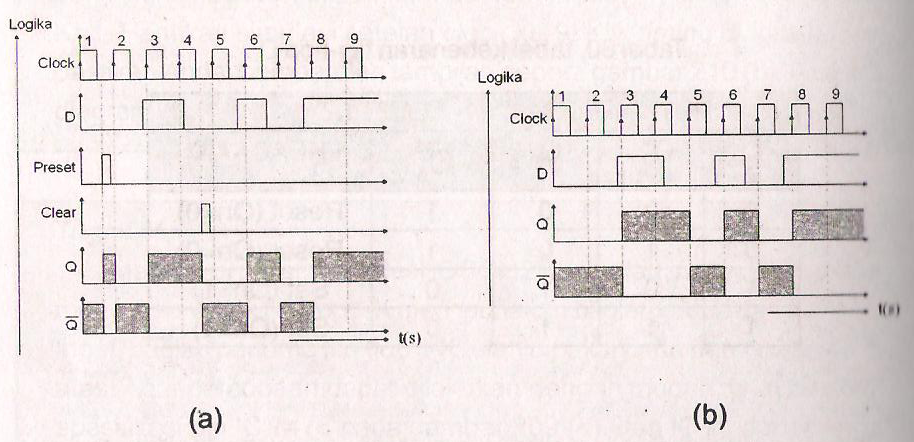 Logika
1 2 3 4 5 6 7 8 9
Clock
D
Preset
Clear
Q
Q̅
t(s)
(a)
Logika
1 2 3 4 5 6 7 8 9
Clock
D
Q
Q̅
t(s)
(b)